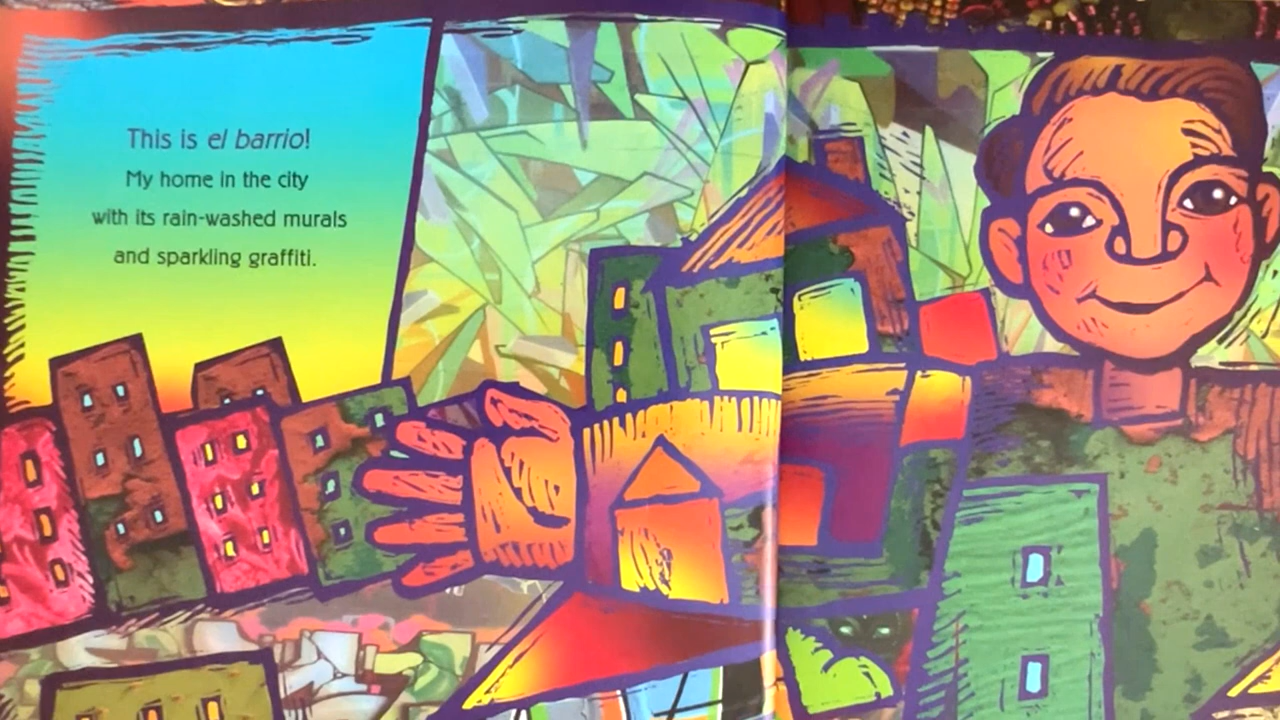 This is el barrio!
My home in the city
with its rain-washed murals
and sparkling graffiti.